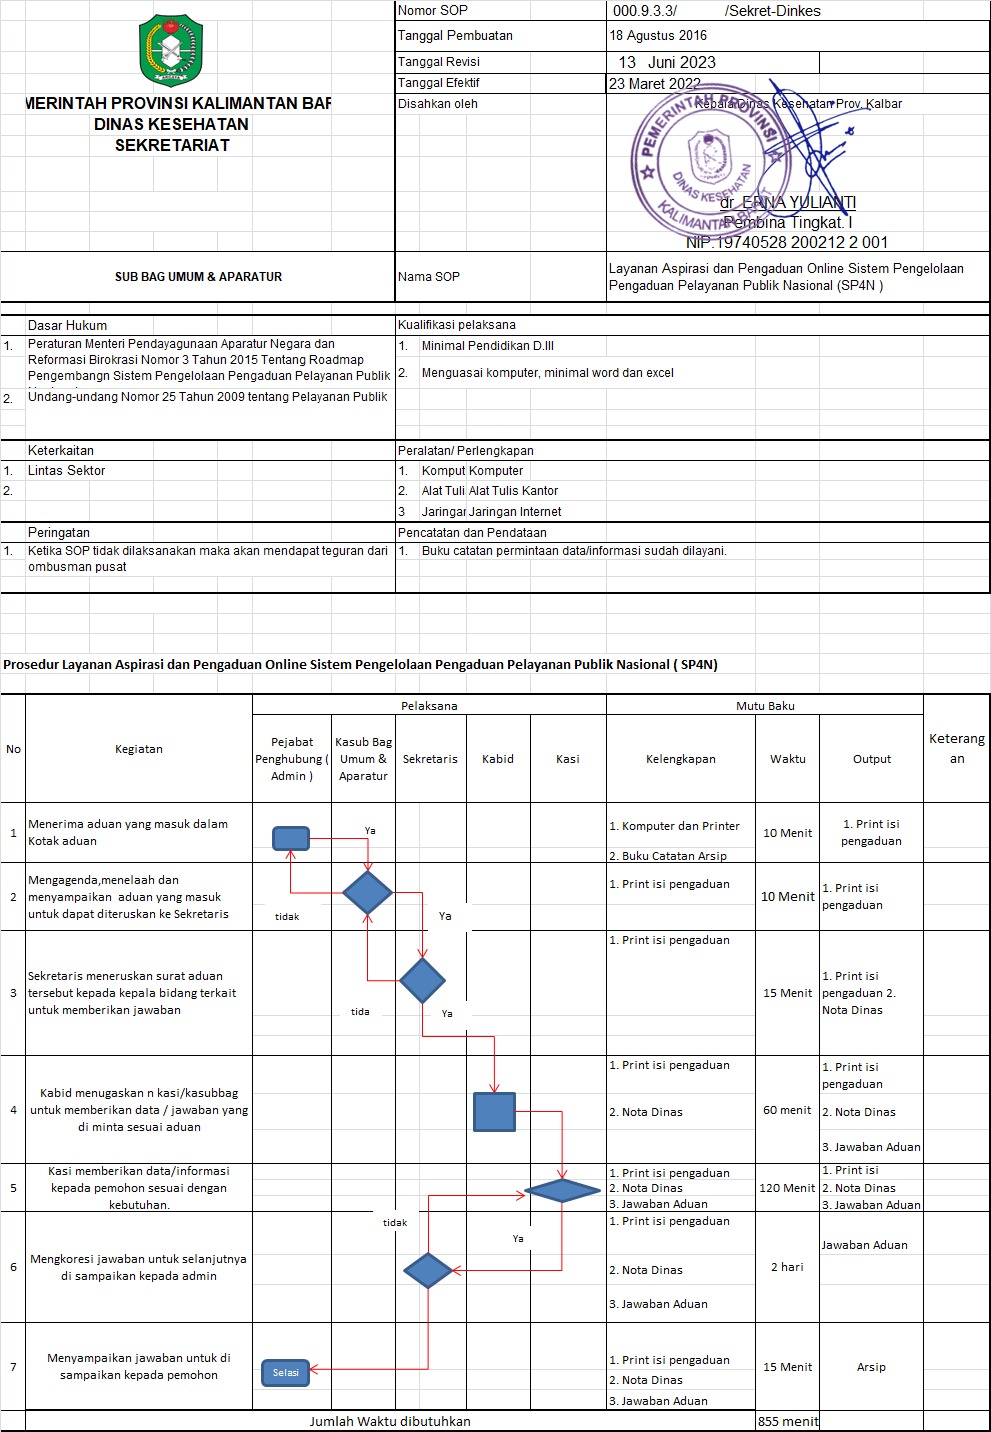 Nomor SOP 000.9.3.3/ /Sekret-Dinkes
Tanggal Pembuatan 18 Agustus 2016
Tanggal Revisi 13 Juni 2023
Tanggal Efektif 23 Maret 2022
MERINTAH PROVINSI KALIMANTAN BAR
DINAS KESEHATAN
SEKRETARIAT
Disahkan oleh Kepala Dinas Kesehatan Prov. Kalbar
PEMERINTAH PROVINSI
DINAS KESEHATAN
KALIMANTAN BARAT
dr. ERNA YULIANTI
Pembina Tingkat. I
NIP.19740528 200212 2 001
SUB BAG UMUM & APARATUR
Nama SOP
Layanan Aspirasi dan Pengaduan Online Sistem Pengelolaan
Pengaduan Pelayanan Publik Nasional (SP4N )
Dasar Hukum
1. Peraturan Menteri Pendayagunaan Aparatur Negara dan
Reformasi Birokrasi Nomor 3 Tahun 2015 Tentang Roadmap
Pengembangn Sistem Pengelolaan Pengaduan Pelayanan Publik
2. Undang-undang Nomor 25 Tahun 2009 tentang Pelayanan Publik
Kualifikasi pelaksana
1. Minimal Pendidikan D.III
2. Menguasai komputer, minimal word dan excel
Keterkaitan
1. Lintas Sektor
2.
Peralatan/ Perlengkapan
1. Komput Komputer
2. Alat Tuli Alat Tulis Kantor
3 Jaringar Jaringan Internet
Peringatan
1. Ketika SOP tidak dilaksanakan maka akan mendapat teguran dari
ombusman pusat
Pencatatan dan Pendataan
1. Buku catatan permintaan data/informasi sudah dilayani.
Prosedur Layanan Aspirasi dan Pengaduan Online Sistem Pengelolaan Pengaduan Pelayanan Publik Nasional ( SP4N)
No
Kegiatan
Pelaksana
Mutu Baku
Keterang
an
Pejabat
Penghubung (
Admin )
Kasub Bag
Umum &
Aparatur
Sekretaris
Kabid
Kasi
Kelengkapan
Waktu
Output
1
Menerima aduan yang masuk dalam
Kotak aduan
Ya
1. Komputer dan Printer
2. Buku Catatan Arsip
10 Menit
1. Print isi
pengaduan
2
Mengagenda,menelaah dan
menyampaikan aduan yang masuk
untuk dapat diteruskan ke Sekretaris
tidak
Ya
1. Print isi pengaduan
10 Menit
1. Print isi
pengaduan
3
Sekretaris meneruskan surat aduan
tersebut kepada kepala bidang terkait
untuk memberikan jawaban
tida
Ya
1. Print isi pengaduan
15 Menit
1. Print isi
pengaduan 2.
Nota Dinas
4
Kabid menugaskan n kasi/kasubbag
untuk memberikan data / jawaban yang
di minta sesuai aduan
1. Print isi pengaduan
2. Nota Dinas
60 menit
1. Print isi
pengaduan
2. Nota Dinas
3. Jawaban Aduan
5
Kasi memberikan data/informasi
kepada pemohon sesuai dengan
kebutuhan.
1. Print isi pengaduan
2. Nota Dinas
3. Jawaban Aduan
120 Menit
1. Print isi
2. Nota Dinas
3. Jawaban Aduan
6
Mengkoresi jawaban untuk selanjutnya
di sampaikan kepada admin
tidak
Ya
1. Print isi pengaduan
2. Nota Dinas
3. Jawaban Aduan
2 hari
Jawaban Aduan
7
Menyampaikan jawaban untuk di
sampaikan kepada pemohon
Selasi
1. Print isi pengaduan
2. Nota Dinas
3. Jawaban Aduan
15 Menit
Arsip
Jumlah Waktu dibutuhkan 855 menit